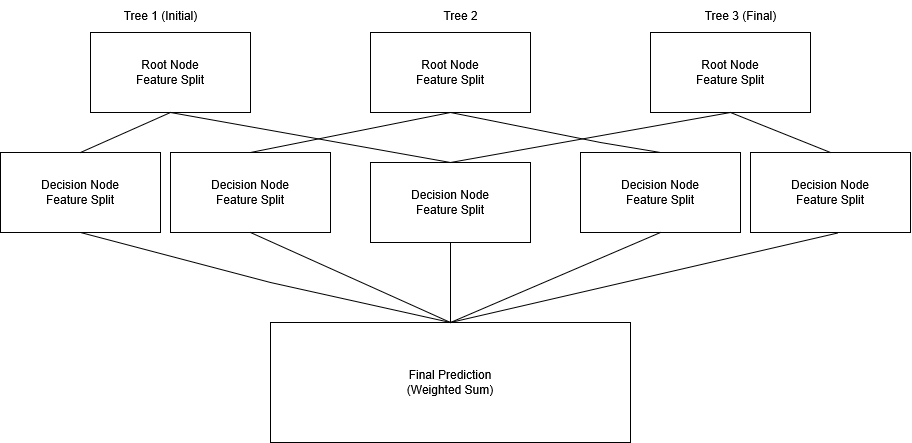 Tree 1 (Initial)
Tree 2
Tree 3 (Final)
Root Node
Feature Split
Root Node
Feature Split
Root Node
Feature Split
Decision Node
Feature Split
Decision Node
Feature Split
Decision Node
Feature Split
Decision Node
Feature Split
Decision Node
Feature Split
Final Prediction
(Weighted Sum)